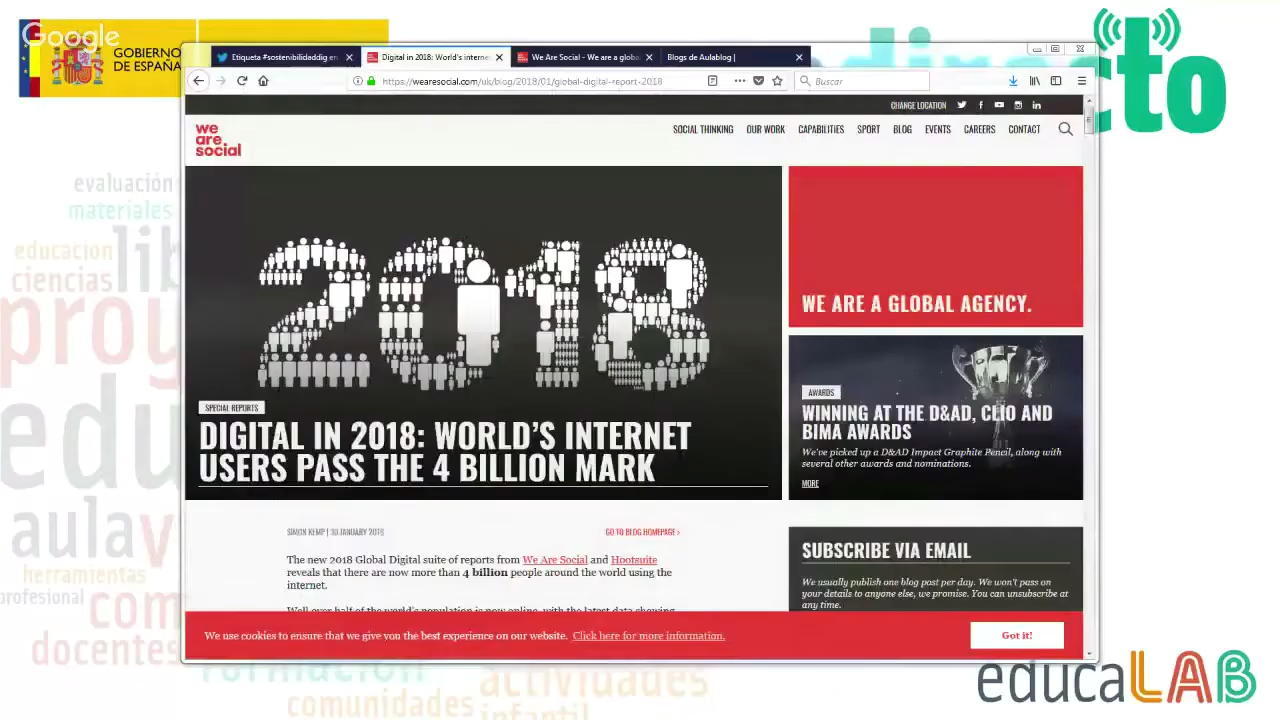 Google
GOBIERNO
DE ESPAÑA
directo
Etiqueta #sostenibilidaddig en
Digital in 2018: World's interne
We Are Social - We are a globa
Blogs de Aulablog |
https://wearesocial.com/uk/blog/2018/01/global-digital-report-2018
Buscar
CHANGE LOCATION
we
are
social
SOCIAL THINKING
OUR WORK
CAPABILITIES
SPORT
BLOG
EVENTS
CAREERS
CONTACT
2018
SPECIAL REPORTS
DIGITAL IN 2018: WORLD'S INTERNET
USERS PASS THE 4 BILLION MARK
WE ARE A GLOBAL AGENCY.
AWARDS
WINNING AT THE D&AD, CLIO AND
BIMA AWARDS
We've picked up a D&AD Impact Graphite Pencil, along with
several other awards and nominations.
MORE
SIMON KEMP | 30 JANUARY 2018
GO TO BLOG HOMEPAGE >
The new 2018 Global Digital suite of reports from We Are Social and Hootsuite
reveals that there are now more than 4 billion people around the world using the
internet.
Well over half of the world's population is now online, with the latest data showing
SUBSCRIBE VIA EMAIL
We usually publish one blog post per day. We won't pass on
your details to anyone else, we promise. You can unsubscribe at
any time.
We use cookies to ensure that we give you the best experience on our website. Click here for more information.
Got it!
evaluación
materiales
educacion
lib
ciencias
proy
edu
aulav
herramientas
profesional
com
docentes
formación
actividades
comunidades
infantil
educaLAB